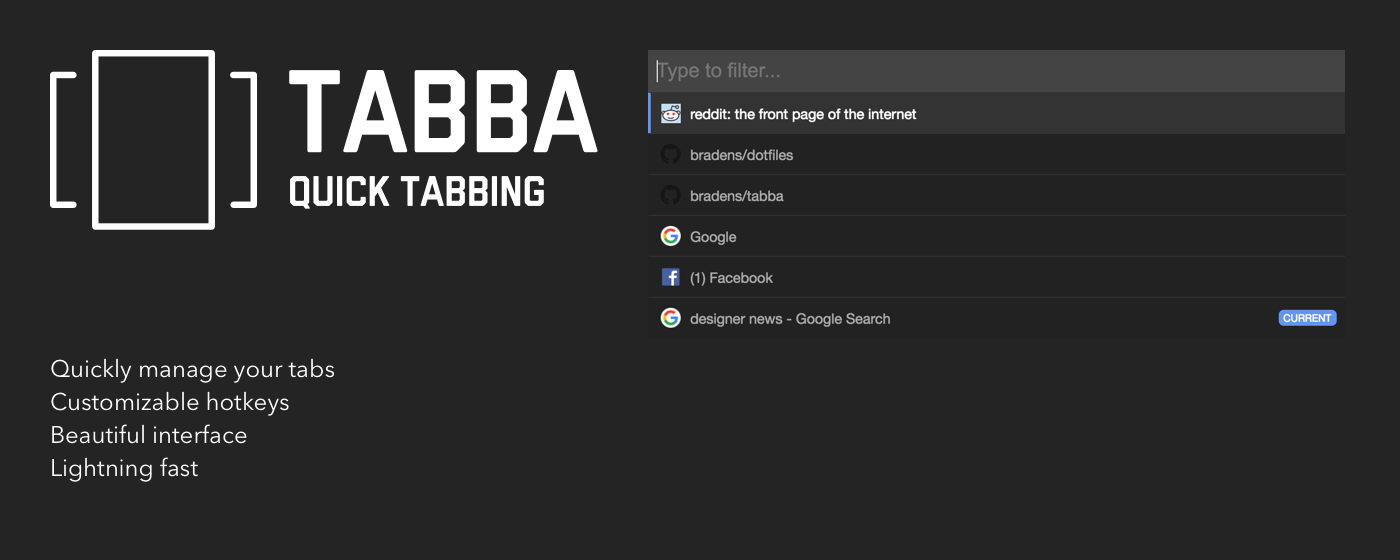 TABBA
QUICK TABBING
Quickly manage your tabs
Customizable hotkeys
Beautiful interface
Lightning fast
Type to filter...
reddit: the front page of the internet
bradens/dotfiles
bradens/tabba
Google
(1) Facebook
designer news - Google Search CURRENT